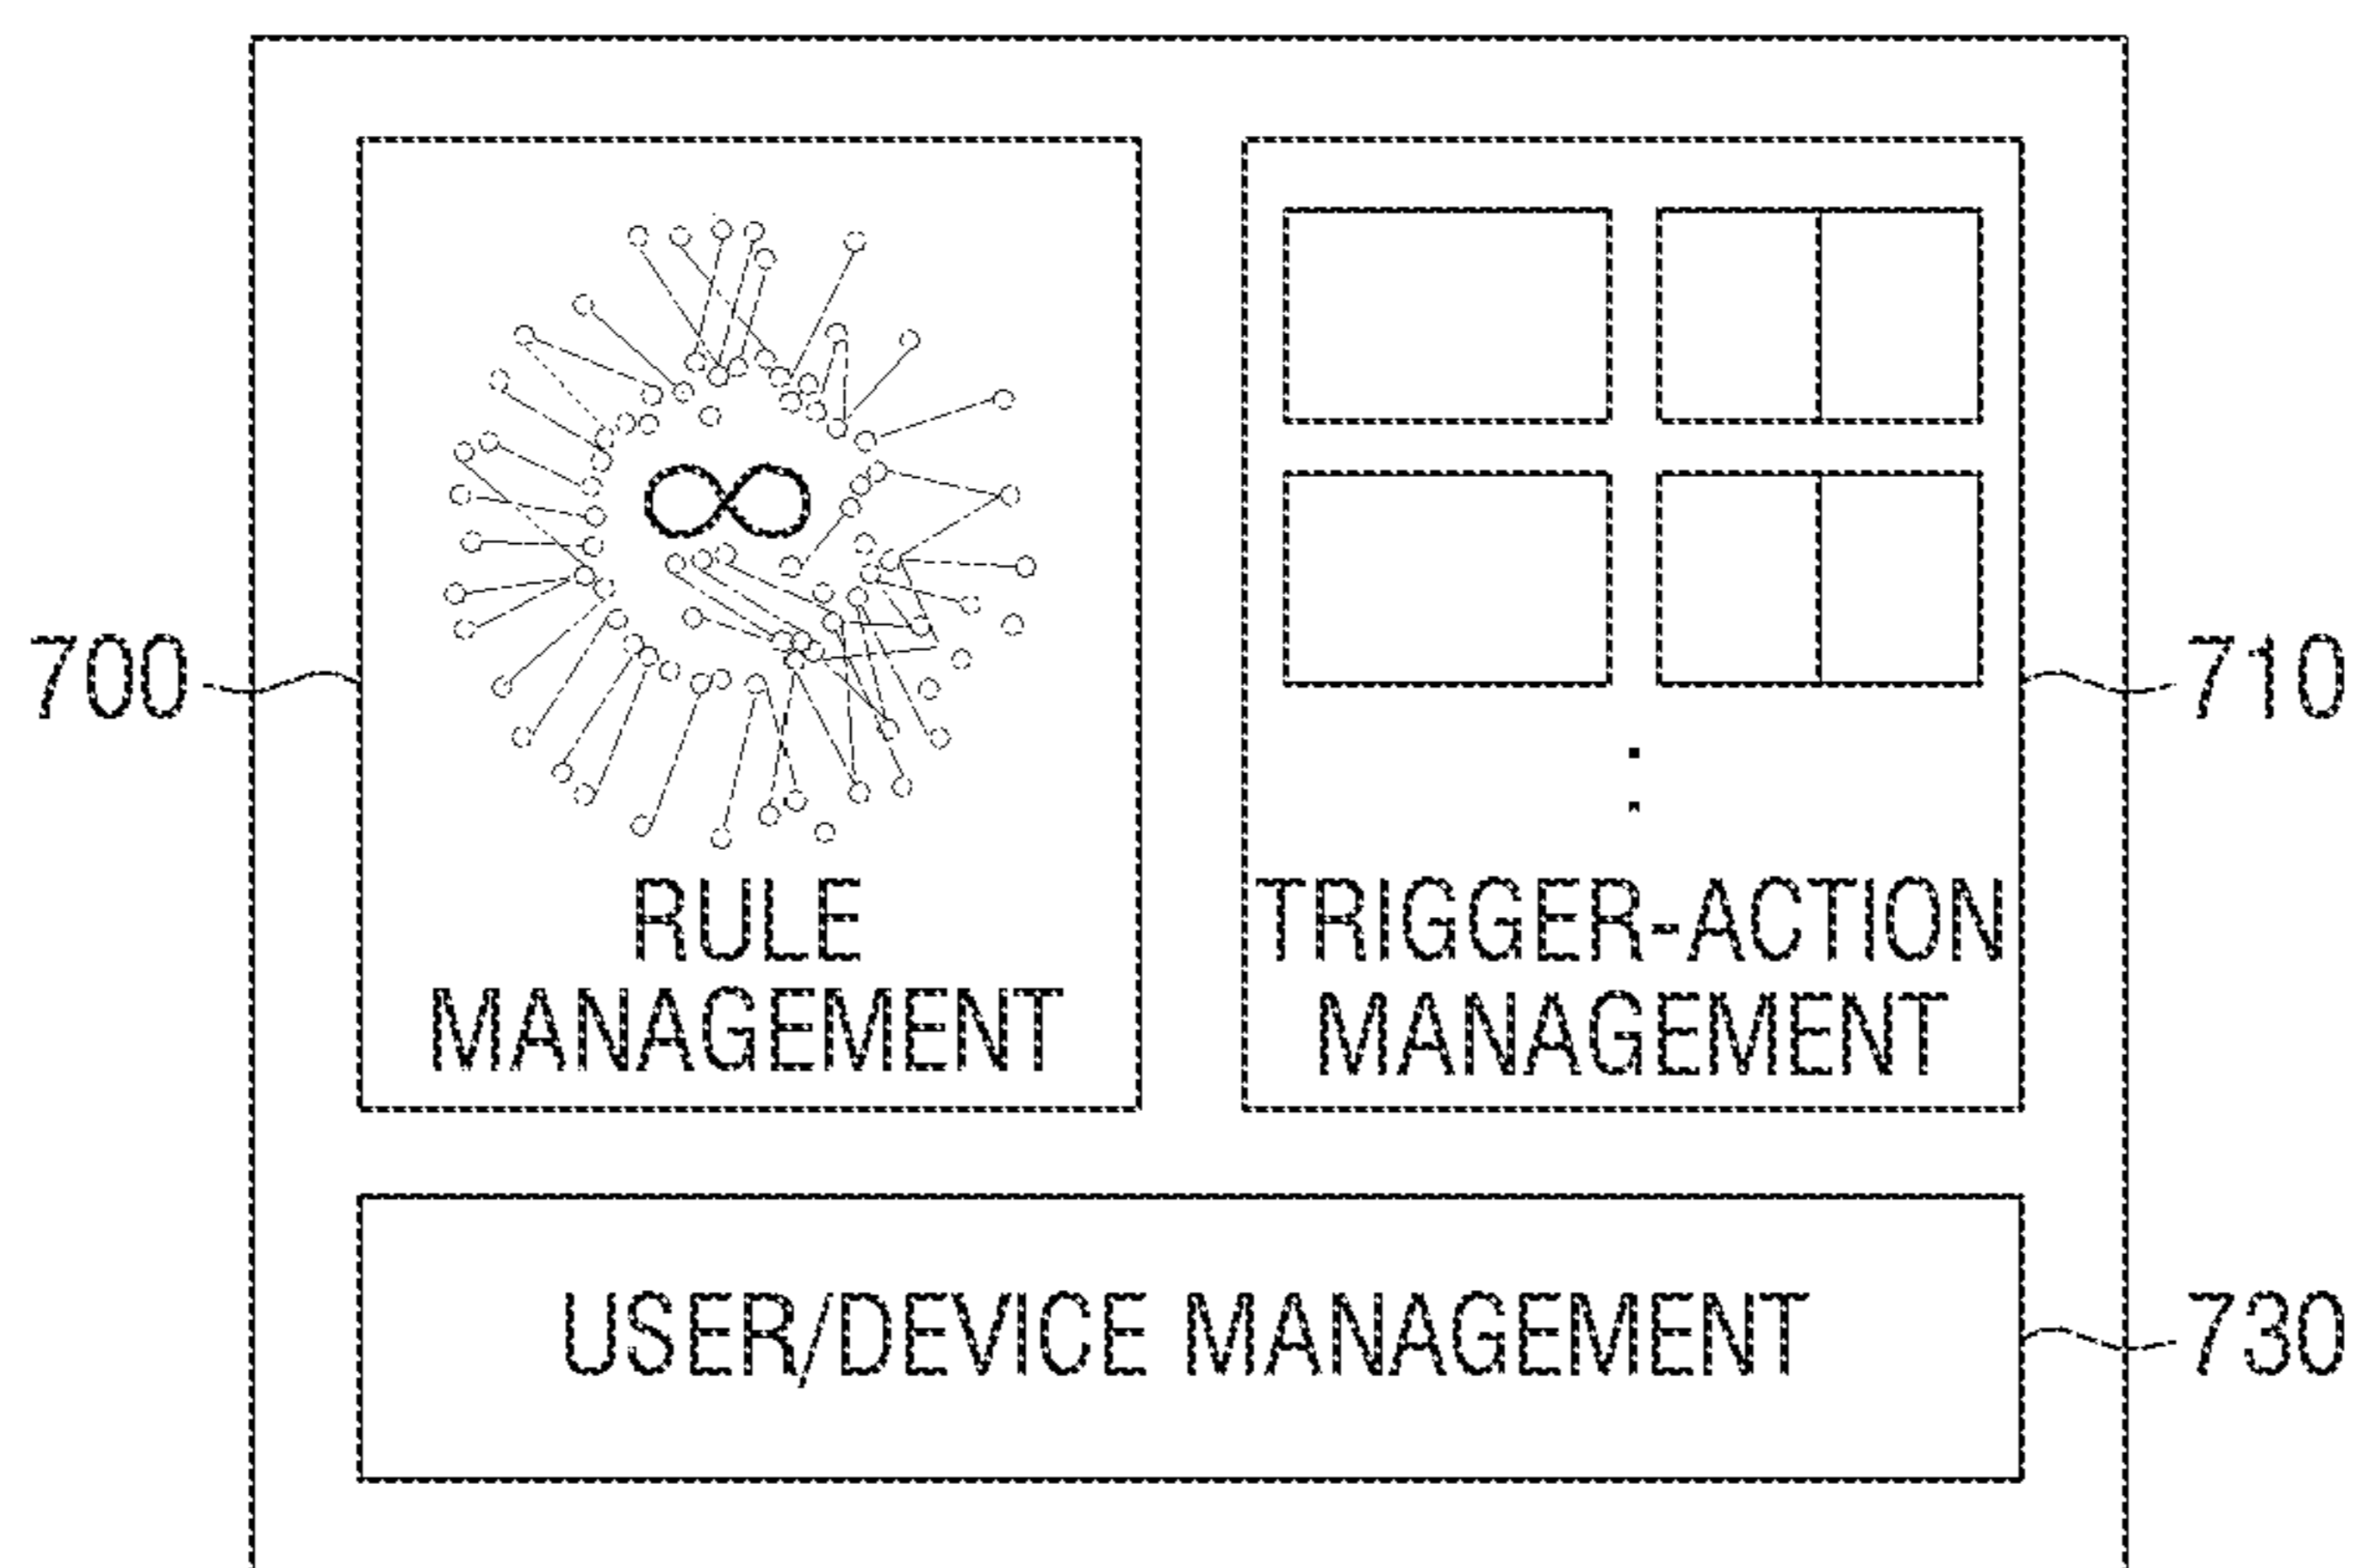 RULE
MANAGEMENT
TRIGGER-ACTION
MANAGEMENT
700
710
USER/DEVICE MANAGEMENT
730